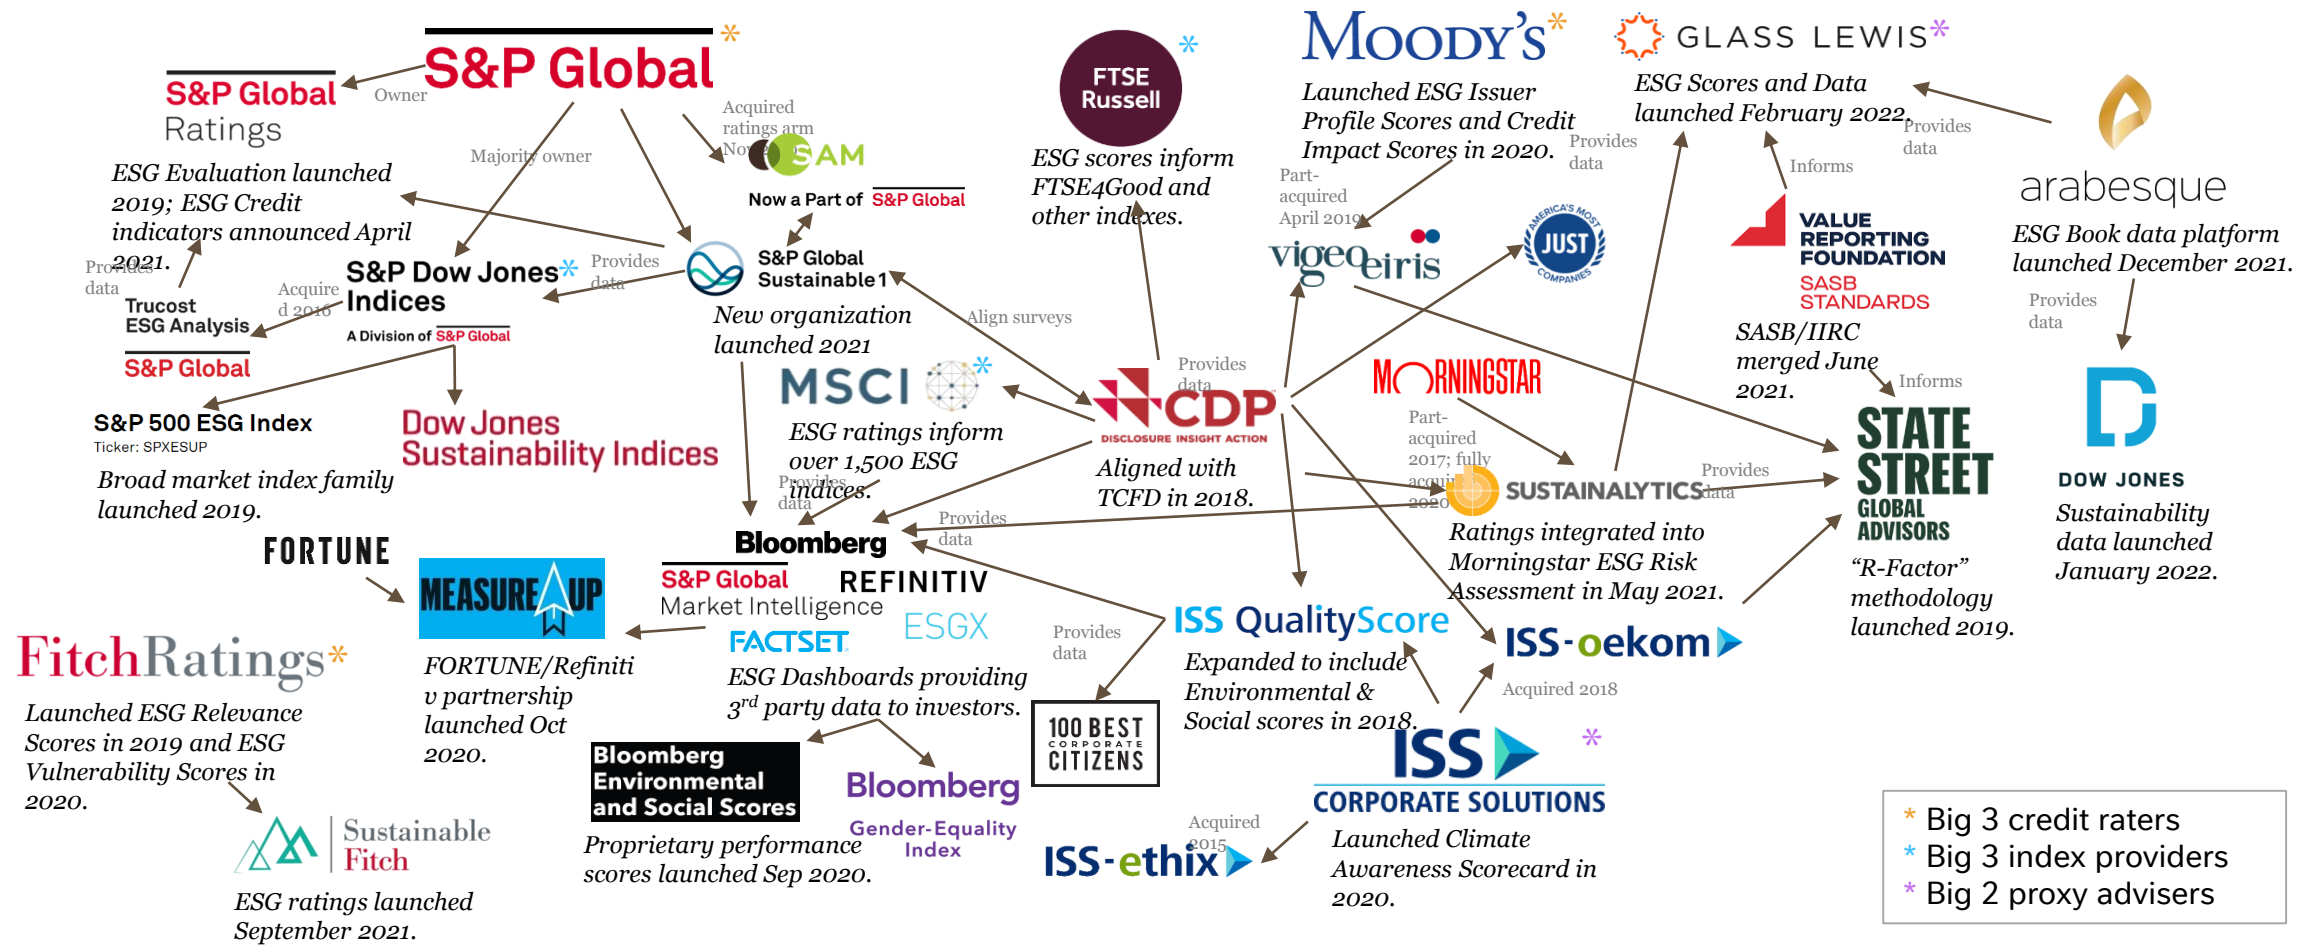 S&P Global*
S&P Global
Ratings
Owner
ESG Evaluation launched
2019; ESG Credit
indicators announced April
2021.
Majority owner
Acquired
ratings arm
SAM
Now a Part of S&P Global
Provides
data
Trucost
ESG Analysis
S&P Global
Acquire
d 2016
S&P Dow Jones*
Indices
A Division of S&P Global
Provides
data
S&P Global
Sustainable1
New organization
launched 2021
Align surveys
S&P 500 ESG Index
Ticker: SPXESUP
Broad market index family
launched 2019.
Dow Jones
Sustainability Indices
MSCI*
ESG ratings inform
over 1,500 ESG
indices.
Provides
data
FTSE
Russell
*
ESG scores inform
FTSE4Good and
other indexes.
MOODY'S*
Launched ESG Issuer
Profile Scores and Credit
Impact Scores in 2020.
Part-
acquired
April 2019
vigeoeiris
Provides
data
AMERICA'S MOST
JUST
COMPANIES
GLASS LEWIS*
ESG Scores and Data
launched February 2022.
Provides
data
Informs
VALUE
REPORTING
FOUNDATION
SASB
STANDARDS
SASB/IIRC
merged June
2021.
Informs
arabesque
ESG Book data platform
launched December 2021.
Provides
data
DOW JONES
Sustainability
data launched
January 2022.
Provides
data
CDP
DISCLOSURE INSIGHT ACTION
Aligned with
TCFD in 2018.
MORNINGSTAR
Part-
acquired
2017; fully
acquired
2020
SUSTAINALYTICS
Ratings integrated into
Morningstar ESG Risk
Assessment in May 2021.
Provides
data
STATE
STREET
GLOBAL
ADVISORS
“R-Factor”
methodology
launched 2019.
FORTUNE
MEASURE UP
FORTUNE/Refiniti
v partnership
launched Oct
2020.
Bloomberg
S&P Global
Market Intelligence
REFINITIV
FACTSET
ESGX
ESG Dashboards providing
3rd party data to investors.
Provides
data
Bloomberg
Environmental
and Social Scores
Proprietary performance
scores launched Sep 2020.
Bloomberg
Gender-Equality
Index
FitchRatings*
Launched ESG Relevance
Scores in 2019 and ESG
Vulnerability Scores in
2020.
Sustainable
Fitch
ESG ratings launched
September 2021.
Provides
data
100 BEST
CORPORATE
CITIZENS
ISS QualityScore
Expanded to include
Environmental &
Social scores in 2018.
ISS-oekom
Acquired 2018
ISS
*
CORPORATE SOLUTIONS
Launched Climate
Awareness Scorecard in
2020.
Acquired
2015
ISS-ethix
* Big 3 credit raters
* Big 3 index providers
* Big 2 proxy advisers